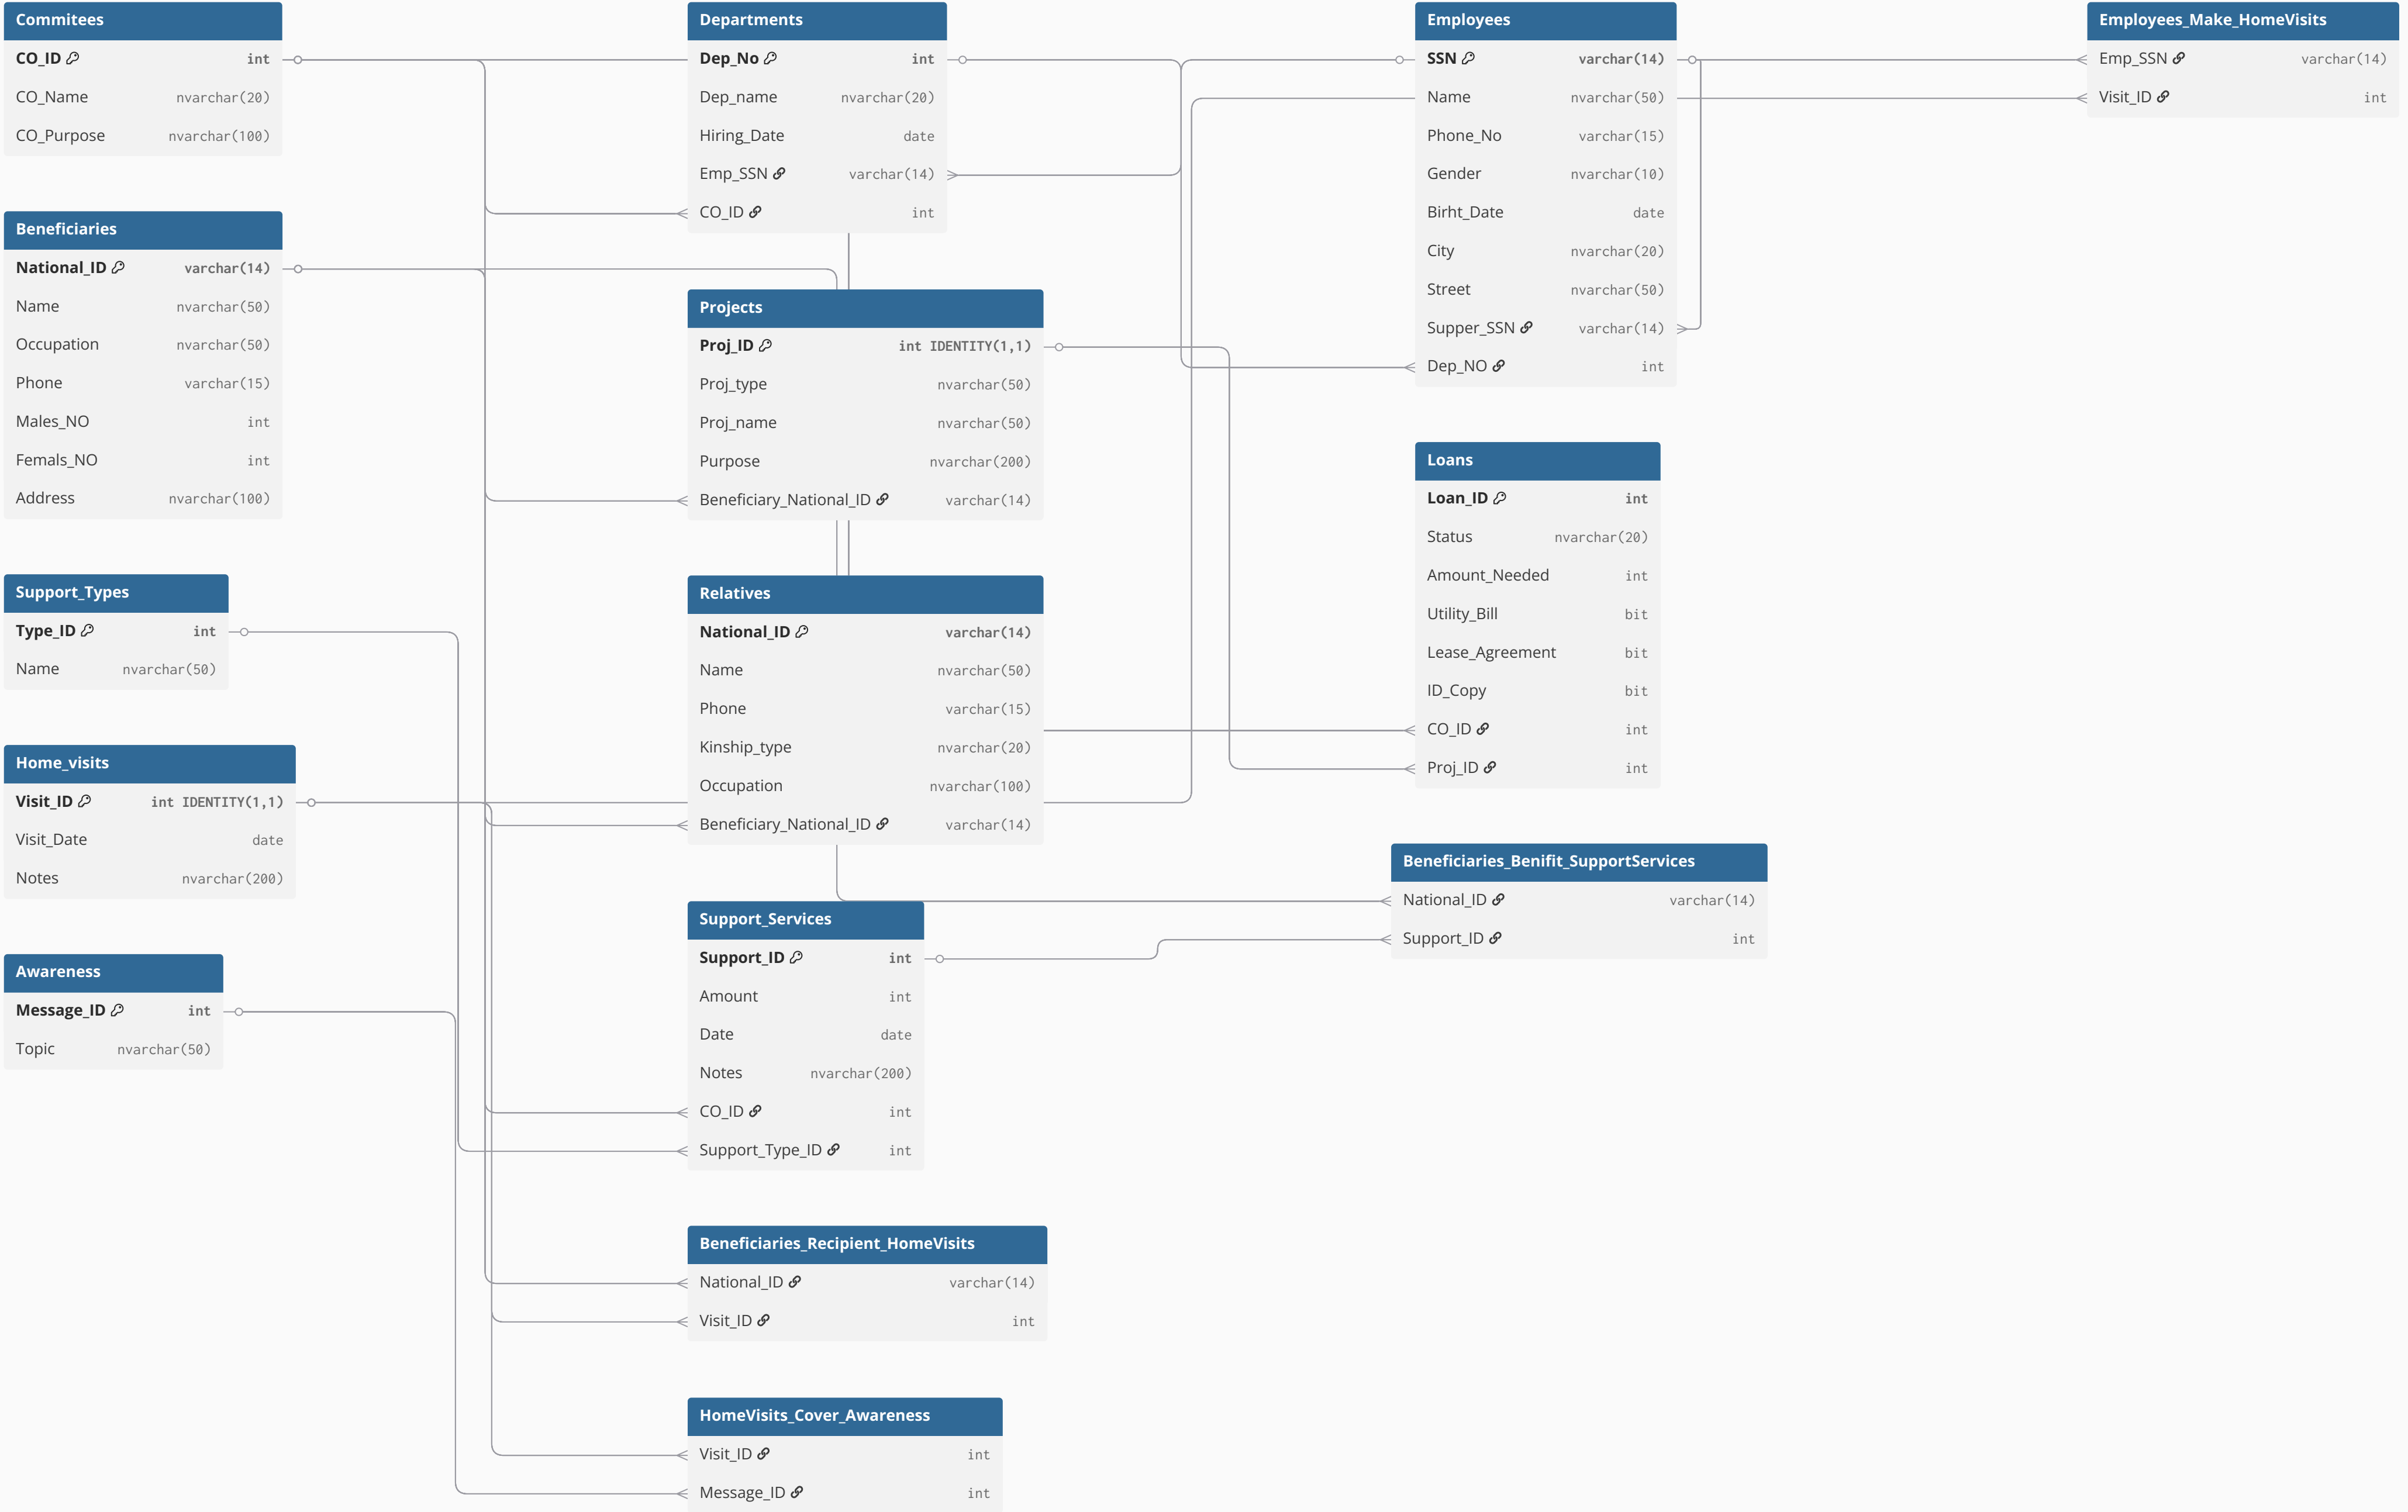 Commitees
CO_ID int
CO_Name nvarchar(20)
CO_Purpose nvarchar(100)
Beneficiaries
National_ID varchar(14)
Name nvarchar(50)
Occupation nvarchar(50)
Phone varchar(15)
Males_NO int
Femals_NO int
Address nvarchar(100)
Support_Types
Type_ID int
Name nvarchar(50)
Home_visits
Visit_ID int IDENTITY(1,1)
Visit_Date date
Notes nvarchar(200)
Awareness
Message_ID int
Topic nvarchar(50)
Departments
Dep_No int
Dep_name nvarchar(20)
Hiring_Date date
Emp_SSN varchar(14)
CO_ID int
Projects
Proj_ID int IDENTITY(1,1)
Proj_type nvarchar(50)
Proj_name nvarchar(50)
Purpose nvarchar(200)
Beneficiary_National_ID varchar(14)
Relatives
National_ID varchar(14)
Name nvarchar(50)
Phone varchar(15)
Kinship_type nvarchar(20)
Occupation nvarchar(100)
Beneficiary_National_ID varchar(14)
Support_Services
Support_ID int
Amount int
Date date
Notes nvarchar(200)
CO_ID int
Support_Type_ID int
Beneficiaries_Recipient_HomeVisits
National_ID varchar(14)
Visit_ID int
HomeVisits_Cover_Awareness
Visit_ID int
Message_ID int
Employees
SSN varchar(14)
Name nvarchar(50)
Phone_No varchar(15)
Gender nvarchar(10)
Birht_Date date
City nvarchar(20)
Street nvarchar(50)
Supper_SSN varchar(14)
Dep_NO int
Loans
Loan_ID int
Status nvarchar(20)
Amount_Needed int
Utility_Bill bit
Lease_Agreement bit
ID_Copy bit
CO_ID int
Proj_ID int
Beneficiaries_Benifit_SupportServices
National_ID varchar(14)
Support_ID int
Employees_Make_HomeVisits
Emp_SSN varchar(14)
Visit_ID int